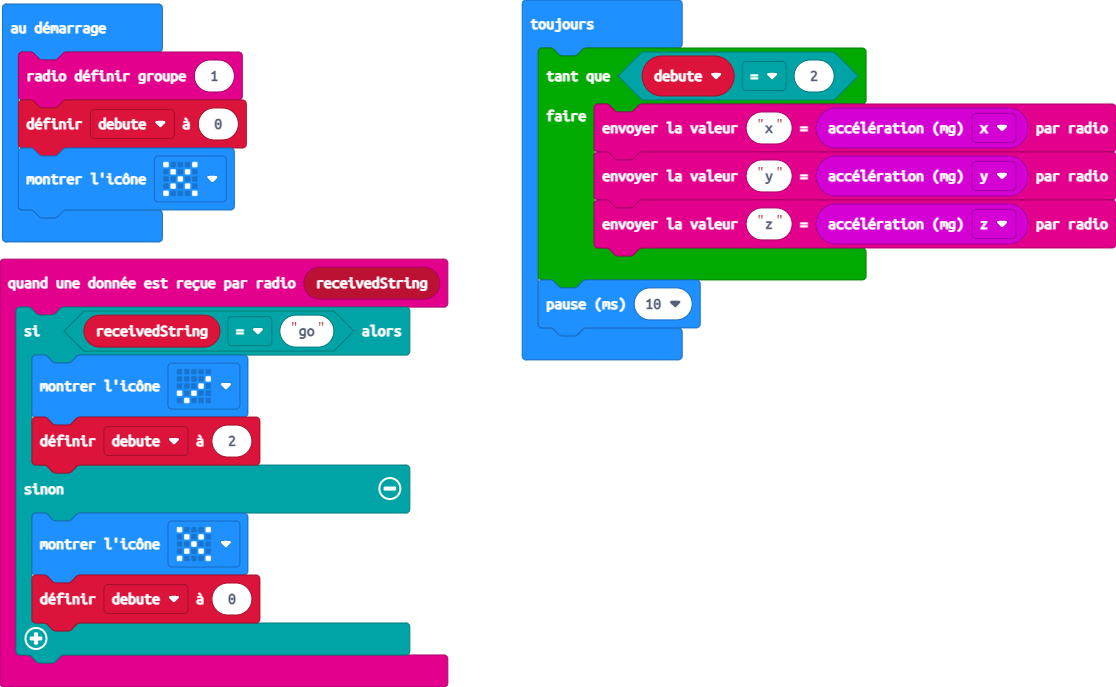 au démarrage
radio définir groupe 1
définir debute à 0
montrer l'icône
quand une donnée est reçue par radio receivedString
si receivedString = "go" alors
montrer l'icône
définir debute à 2
sinon
montrer l'icône
définir debute à 0
toujours
tant que debute = 2
faire envoyer la valeur "x" = accélération (mg) x par radio
envoyer la valeur "y" = accélération (mg) y par radio
envoyer la valeur "z" = accélération (mg) z par radio
pause (ms) 10